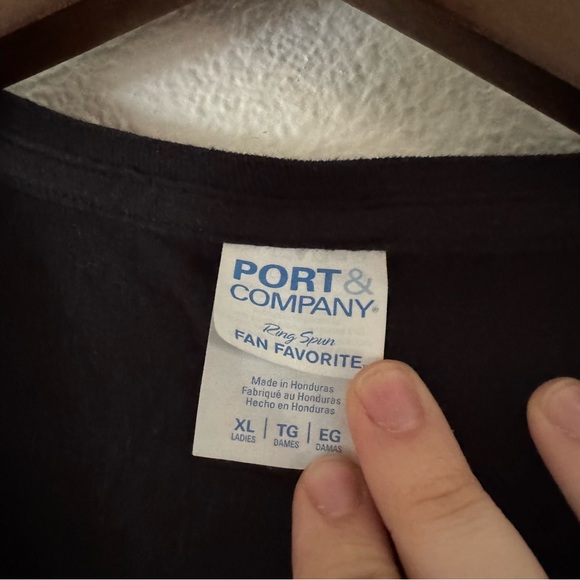 PORT&
COMPANY®
Ring Spun
FAN FAVORITE
Made in Honduras
Fabriqué au Honduras
Hecho en Honduras
XL | TG | EG
LADIES | DAMES | DAMAS